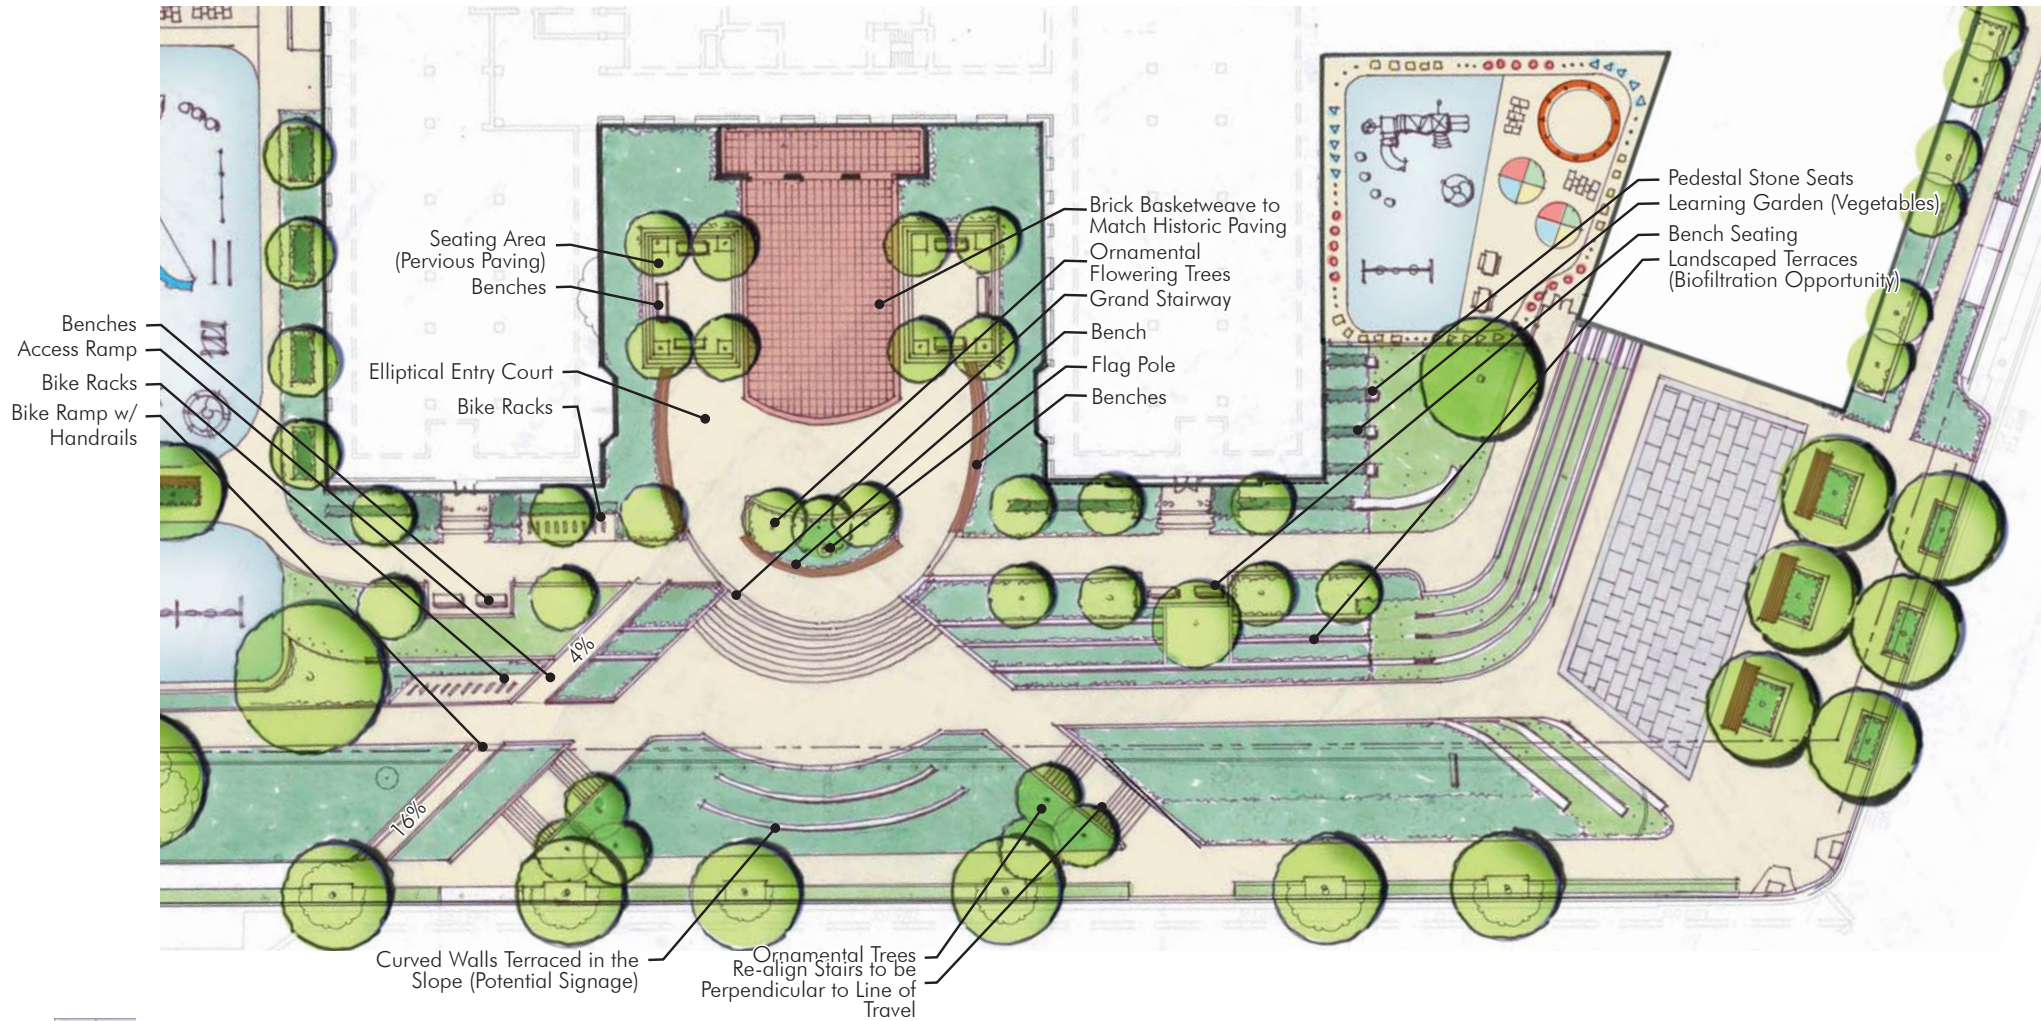 Pedestal Stone Seats
Learning Garden (Vegetables)
Bench Seating
Landscaped Terraces
(Biofiltration Opportunity)
Brick Basketweave to
Match Historic Paving
Ornamental
Flowering Trees
Grand Stairway
Bench
Flag Pole
Benches
Seating Area
(Pervious Paving)
Benches
Elliptical Entry Court
Bike Racks
Benches
Access Ramp
Bike Racks
Bike Ramp w/
Handrails
4%
16%
Curved Walls Terraced in the
Slope (Potential Signage)
Ornamental Trees
Re-align Stairs to be
Perpendicular to Line of
Travel